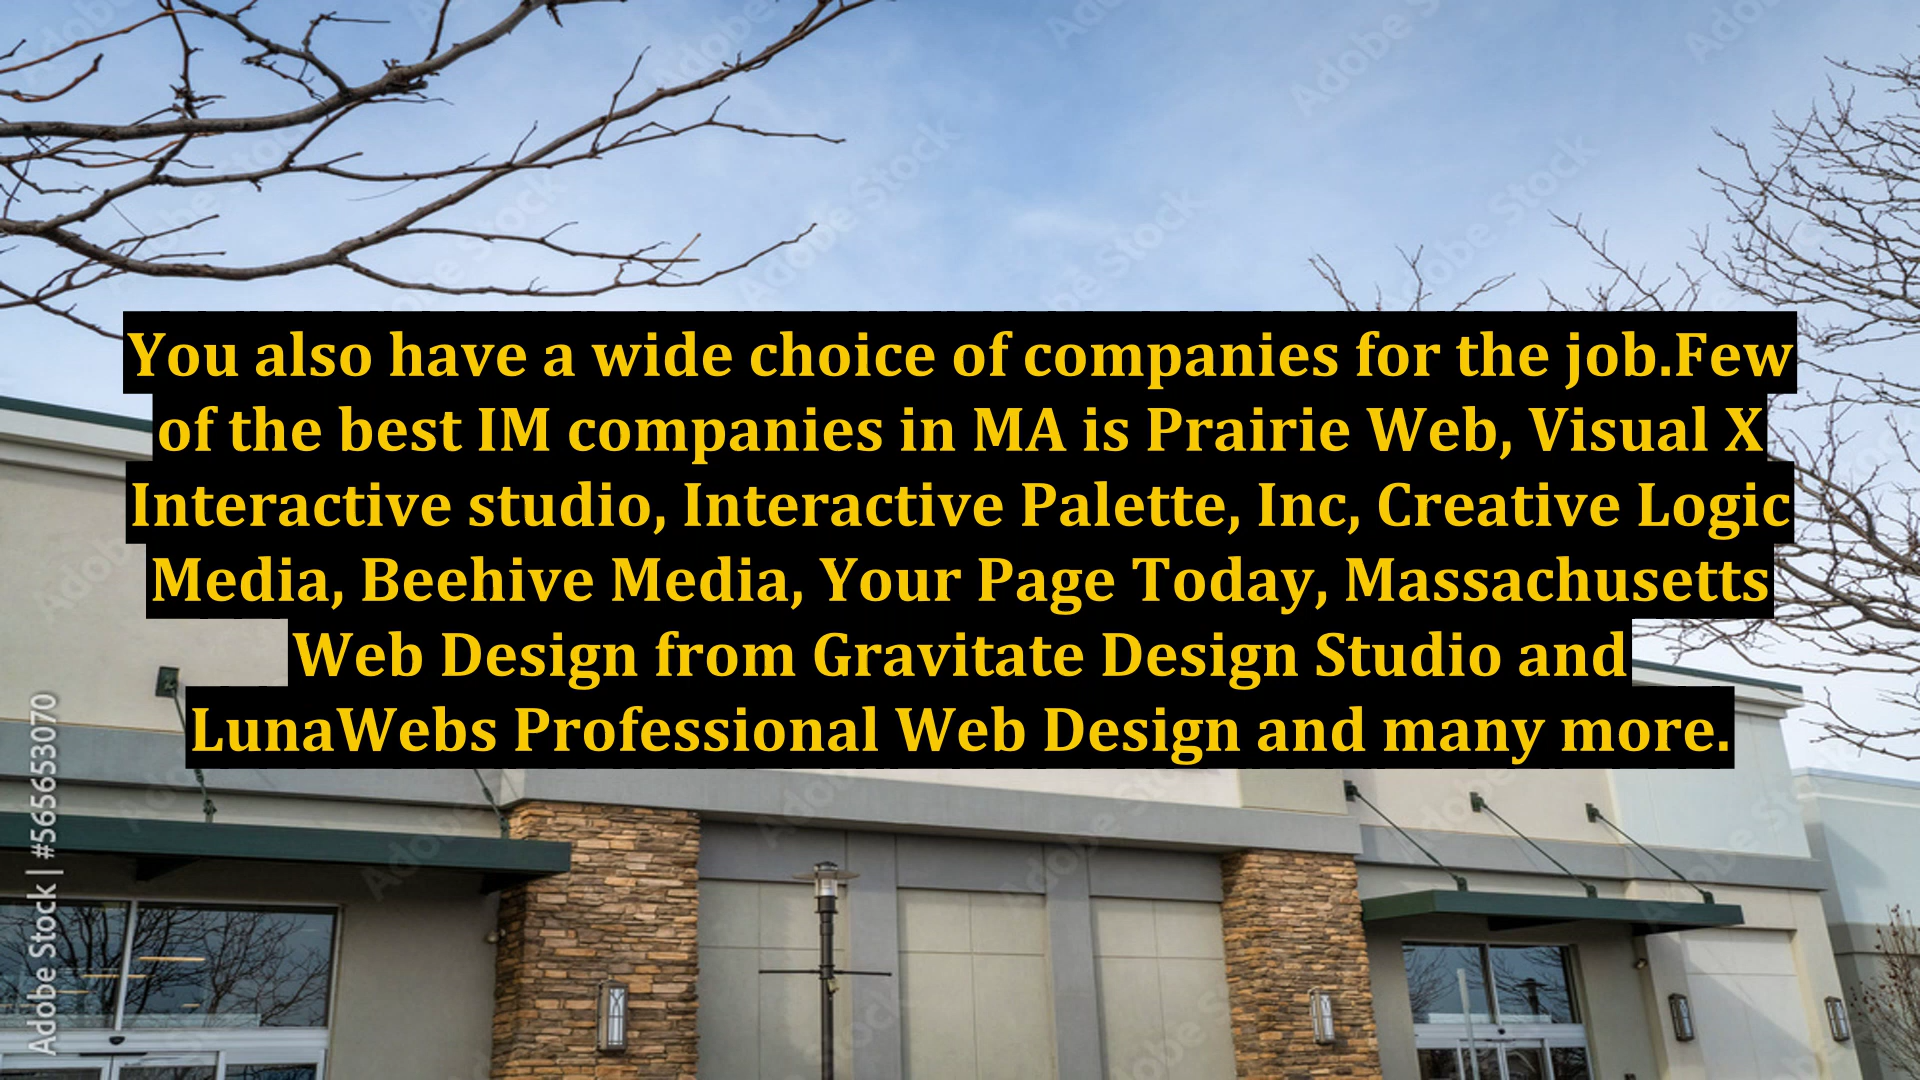 You also have a wide choice of companies for the job.Few
of the best IM companies in MA is Prairie Web, Visual X
Interactive studio, Interactive Palette, Inc, Creative Logic
Media, Beehive Media, Your Page Today, Massachusetts
Web Design from Gravitate Design Studio and
LunaWebs Professional Web Design and many more.
Adobe Stock | #565653070